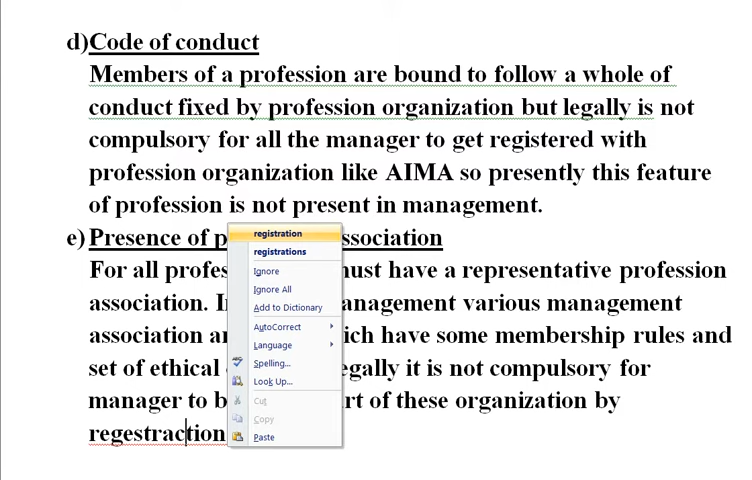 d)Code of conduct
Members of a profession are bound to follow a whole of
conduct fixed by profession organization but legally is not
compulsory for all the manager to get registered with
profession organization like AIMA so presently this feature
of profession is not present in management.
e) Presence of p ssociation
For all profes must have a representative profession
association. I anagement various management
association a ich have some membership rules and
set of ethical egally it is not compulsory for
manager to b rt of these organization by
regestraction
registration
registrations
Ignore
Ignore All
Add to Dictionary
AutoCorrect
Language
Spelling...
Look Up...
Cut
Copy
Paste